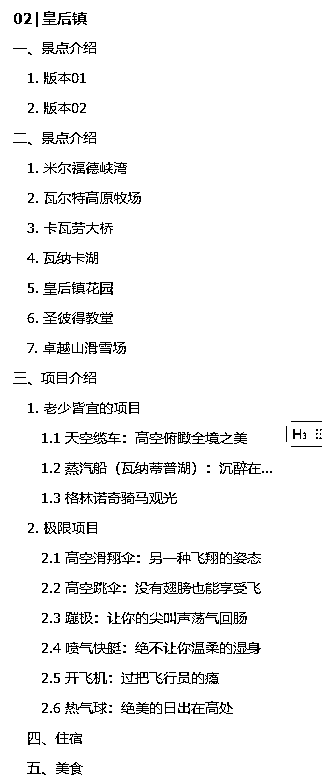 02|皇后镇
一、景点介绍
1. 版本01
2. 版本02
二、景点介绍
1. 米尔福德峡湾
2. 瓦尔特高原牧场
3. 卡瓦劳大桥
4. 瓦纳卡湖
5. 皇后镇花园
6. 圣彼得教堂
7. 卓越山滑雪场
三、项目介绍
1. 老少皆宜的项目
1.1 天空缆车：高空俯瞰全境之美
H3
1.2 蒸汽船（瓦纳蒂普湖）：沉醉在...
1.3 格林诺奇骑马观光
2. 极限项目
2.1 高空滑翔伞：另一种飞翔的姿态
2.2 高空跳伞：没有翅膀也能享受飞
2.3 蹦极：让你的尖叫声荡气回肠
2.4 喷气快艇：绝不让你温柔的湿身
2.5 开飞机：过把飞行员的瘾
2.6 热气球：绝美的日出在高处
四、住宿
五、美食